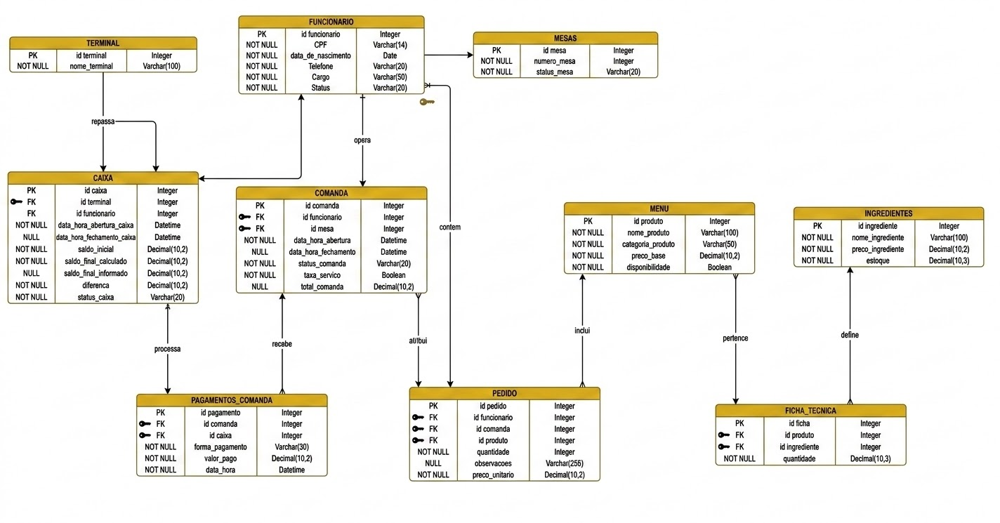 FUNCIONARIO
PK id funcionario Integer
NOT NULL CPF Varchar(14)
NOT NULL data_de_nascimento Date
NOT NULL Telefone Varchar(20)
NOT NULL Cargo Varchar(50)
NOT NULL Status Varchar(20)
TERMINAL
PK id terminal Integer
NOT NULL nome_terminal Varchar(100)
MESAS
PK id mesa Integer
NOT NULL numero_mesa Integer
NOT NULL status_mesa Varchar(20)
repassa
opera
CAIXA
PK id caixa Integer
FK id terminal Integer
FK id funcionario Integer
NOT NULL data_hora_abertura_caixa Datetime
NULL data_hora_fechamento_caixa Datetime
NOT NULL saldo_inicial Decimal(10,2)
NOT NULL saldo_final_calculado Decimal(10,2)
NULL saldo_final_informado Decimal(10,2)
NOT NULL diferenca Decimal(10,2)
NOT NULL status_caixa Varchar(20)
COMANDA
PK id comanda Integer
FK id funcionario Integer
FK id mesa Integer
NOT NULL data_hora_abertura Datetime
NULL data_hora_fechamento Datetime
NOT NULL status_comanda Varchar(20)
NOT NULL taxa_servico Boolean
NULL total_comanda Decimal(10,2)
contem
MENU
PK id produto Integer
NOT NULL nome_produto Varchar(100)
NOT NULL categoria_produto Varchar(50)
NOT NULL preco_base Decimal(10,2)
NOT NULL disponibilidade Boolean
INGREDIENTES
PK id ingrediente Integer
NOT NULL nome_ingrediente Varchar(100)
NOT NULL preco_ingrediente Decimal(10,2)
NOT NULL estoque Decimal(10,3)
processa
recebe
inclui
pertence
define
PAGAMENTOS_COMANDA
PK id pagamento Integer
FK id comanda Integer
FK id caixa Integer
NOT NULL forma_pagamento Varchar(30)
NOT NULL valor_pago Decimal(10,2)
NOT NULL data_hora Datetime
PEDIDO
PK id pedido Integer
FK id funcionario Integer
FK id comanda Integer
FK id produto Integer
NOT NULL quantidade Integer
NULL observacoes Varchar(255)
NOT NULL preco_unitario Decimal(10,2)
FICHA_TECNICA
PK id ficha Integer
FK id produto Integer
FK id ingrediente Integer
NOT NULL quantidade Decimal(10,3)